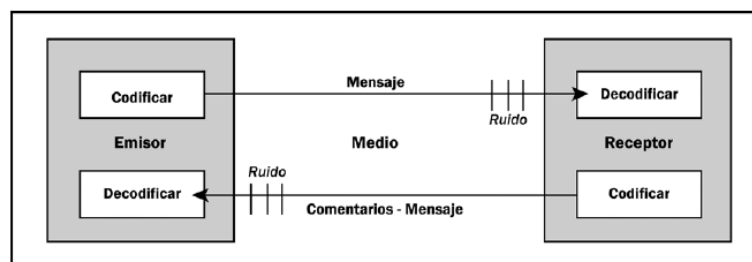 Codificar
Mensaje
Decodificar
Ruido
Emisor
Medio
Receptor
Ruido
Decodificar
Codificar
Comentarios - Mensaje